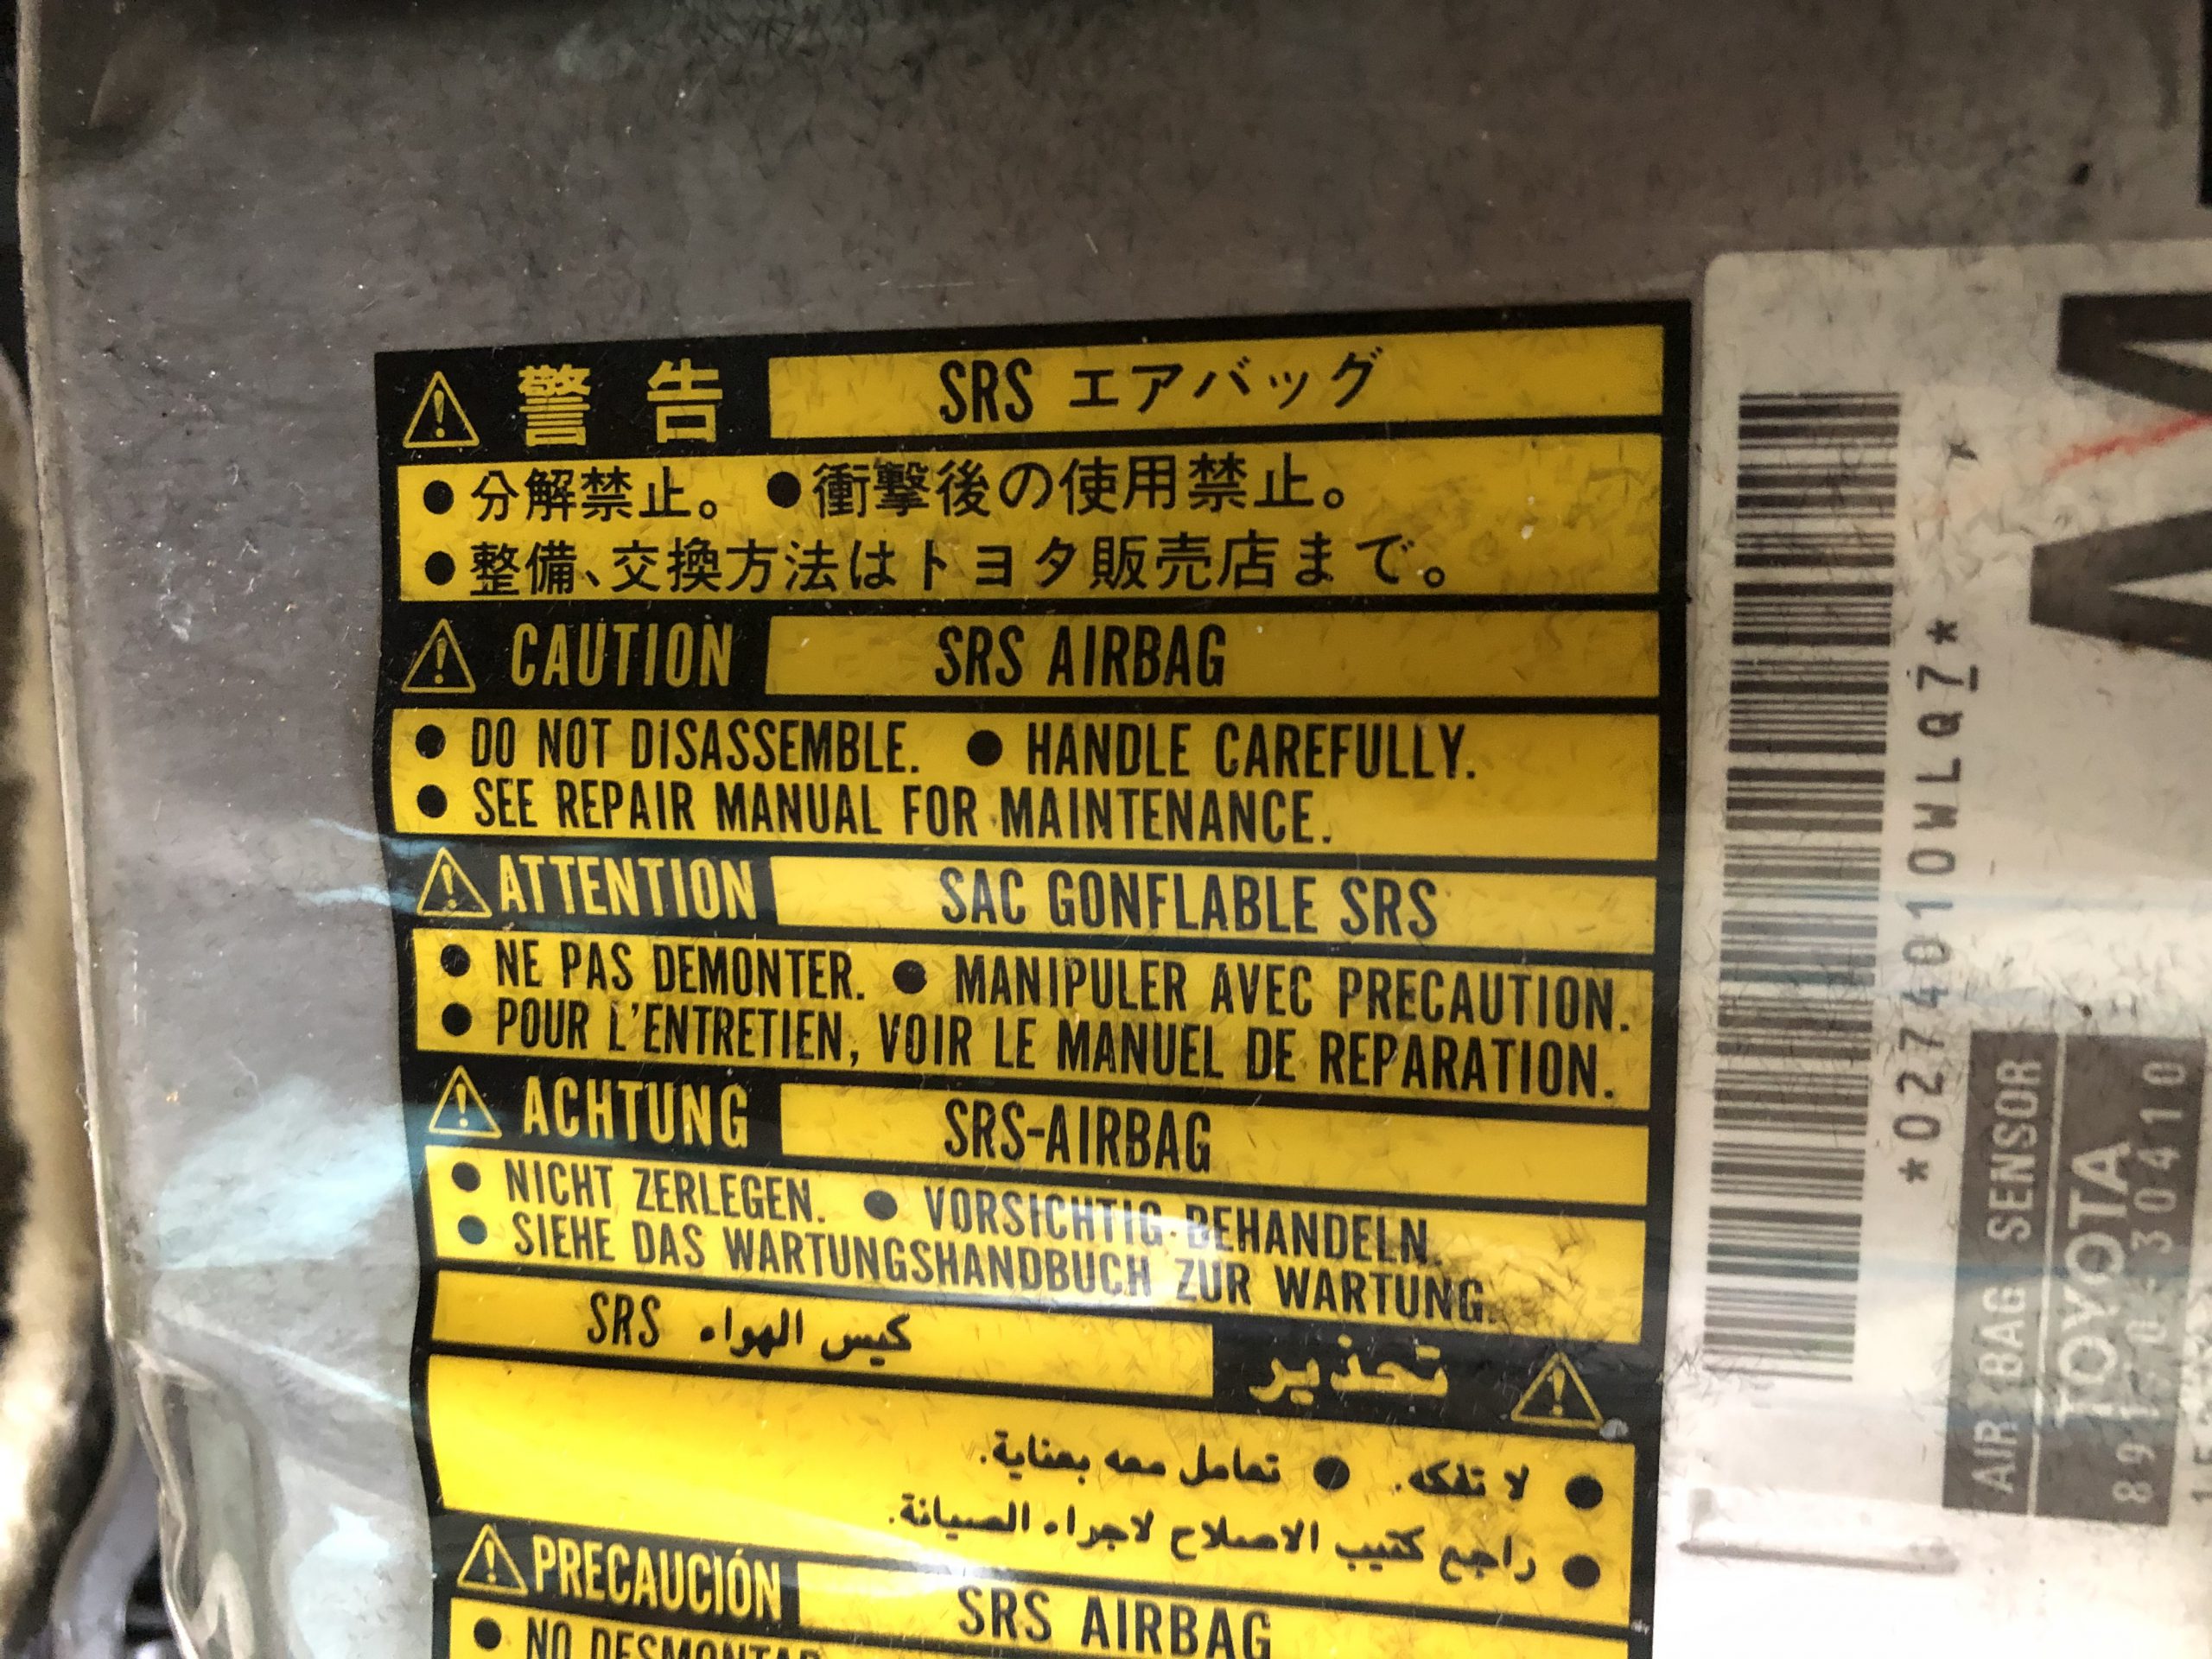 警告 SRS エアバッグ
●分解禁止。 ●衝撃後の使用禁止。
●整備、交換方法はトヨタ販売店まで。
CAUTION SRS AIRBAG
● DO NOT DISASSEMBLE. ● HANDLE CAREFULLY.
● SEE REPAIR MANUAL FOR MAINTENANCE.
ATTENTION SAC GONFLABLE SRS
● NE PAS DEMONTER. ● MANIPULER AVEC PRECAUTION.
● POUR L'ENTRETIEN, VOIR LE MANUEL DE REPARATION.
ACHTUNG SRS-AIRBAG
● NICHT ZERLEGEN. ● VORSICHTIG BEHANDELN.
● SIEHE DAS WARTUNGSHANDBUCH ZUR WARTUNG.
تحذير كيس الهواء SRS
● لا تفكه. ● تعامل معه بعناية.
● راجع كتيب الاصلاح لاجراء الصيانة.
PRECAUCIÓN SRS AIRBAG
● NO DESMONTAR
*0274010WLQ7*
AIR BAG SENSOR
TOYOTA
89170-30410